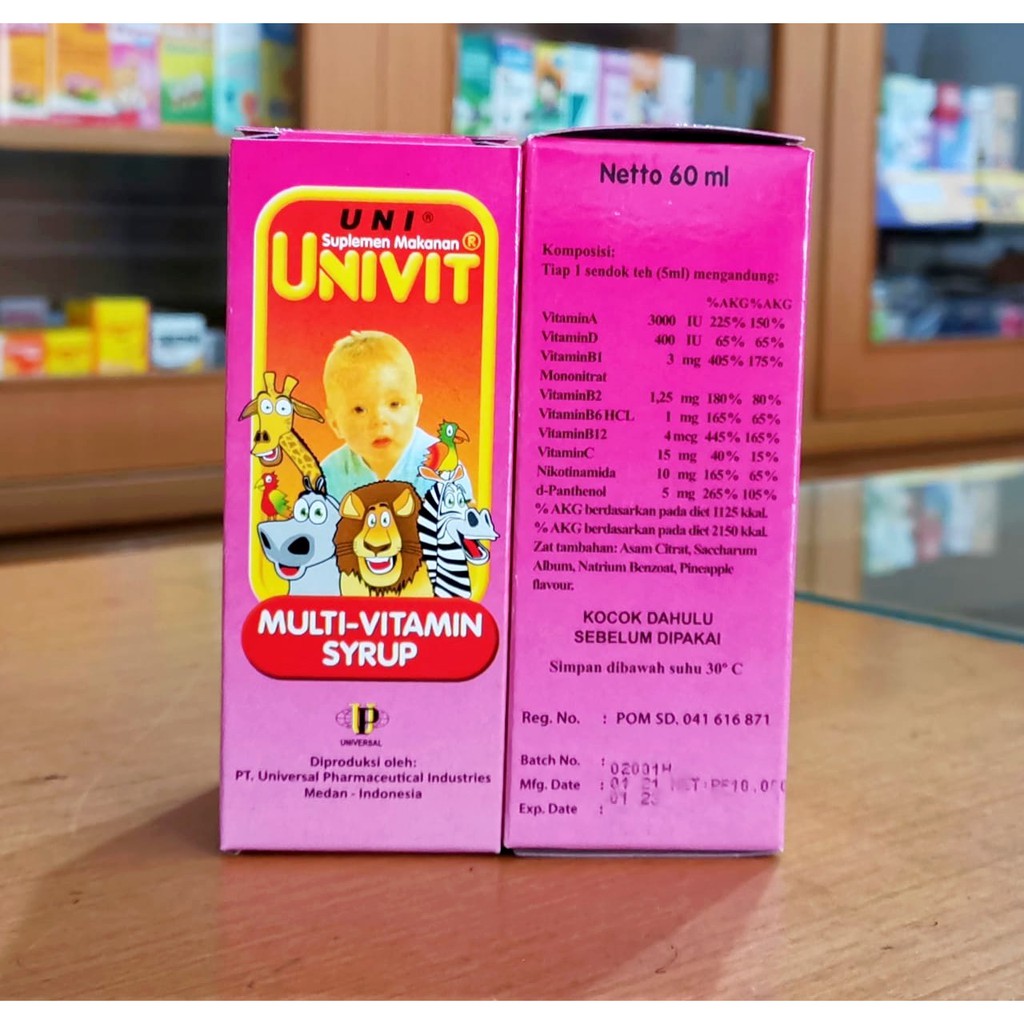 UNI®
Suplemen Makanan ®
UNIVIT
MULTI-VITAMIN
SYRUP
UP
UNIVERSAL
Diproduksi oleh:
PT. Universal Pharmaceutical Industries
Medan - Indonesia
Netto 60 ml
Komposisi:
Tiap 1 sendok teh (5ml) mengandung:
%AKG %AKG
VitaminA 3000 IU 225% 150%
VitaminD 400 IU 65% 65%
VitaminB1 3 mg 405% 175%
Mononitrat
VitaminB2 1,25 mg 180% 80%
VitaminB6 HCL 1 mg 165% 65%
VitaminB12 4 mcg 445% 165%
VitaminC 15 mg 40% 15%
Nikotinamida 10 mg 165% 65%
d-Panthenol 5 mg 265% 105%
% AKG berdasarkan pada diet 1125 kkal.
% AKG berdasarkan pada diet 2150 kkal.
Zat tambahan: Asam Citrat, Saccharum
Album, Natrium Benzoat, Pineapple
flavour.
KOCOK DAHULU
SEBELUM DIPAKAI
Simpan dibawah suhu 30° C
Reg. No. : POM SD. 041 616 871
Batch No. : 02001H
Mfg. Date : 01 21
Exp. Date : 01 23